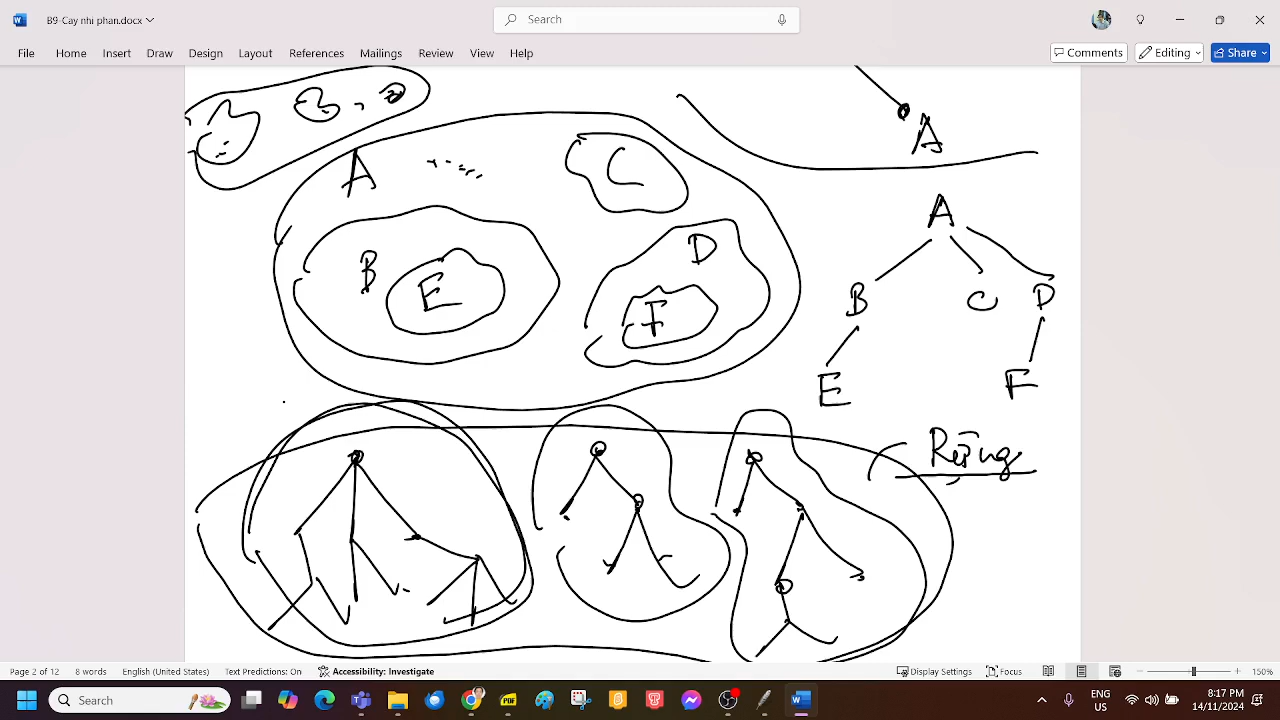 B9-Cay nhi phan.docx
Search
File Home Insert Draw Design Layout References Mailings Review View Help
Comments Editing Share
A
A C
B E D F
A
B C D
E F
Rừng
Page 2 of 12 8 words English (United States) Text Predictions: On Accessibility: Investigate Display Settings Focus 150%
Search
PDF
ENG
US
8:17 PM
14/11/2024